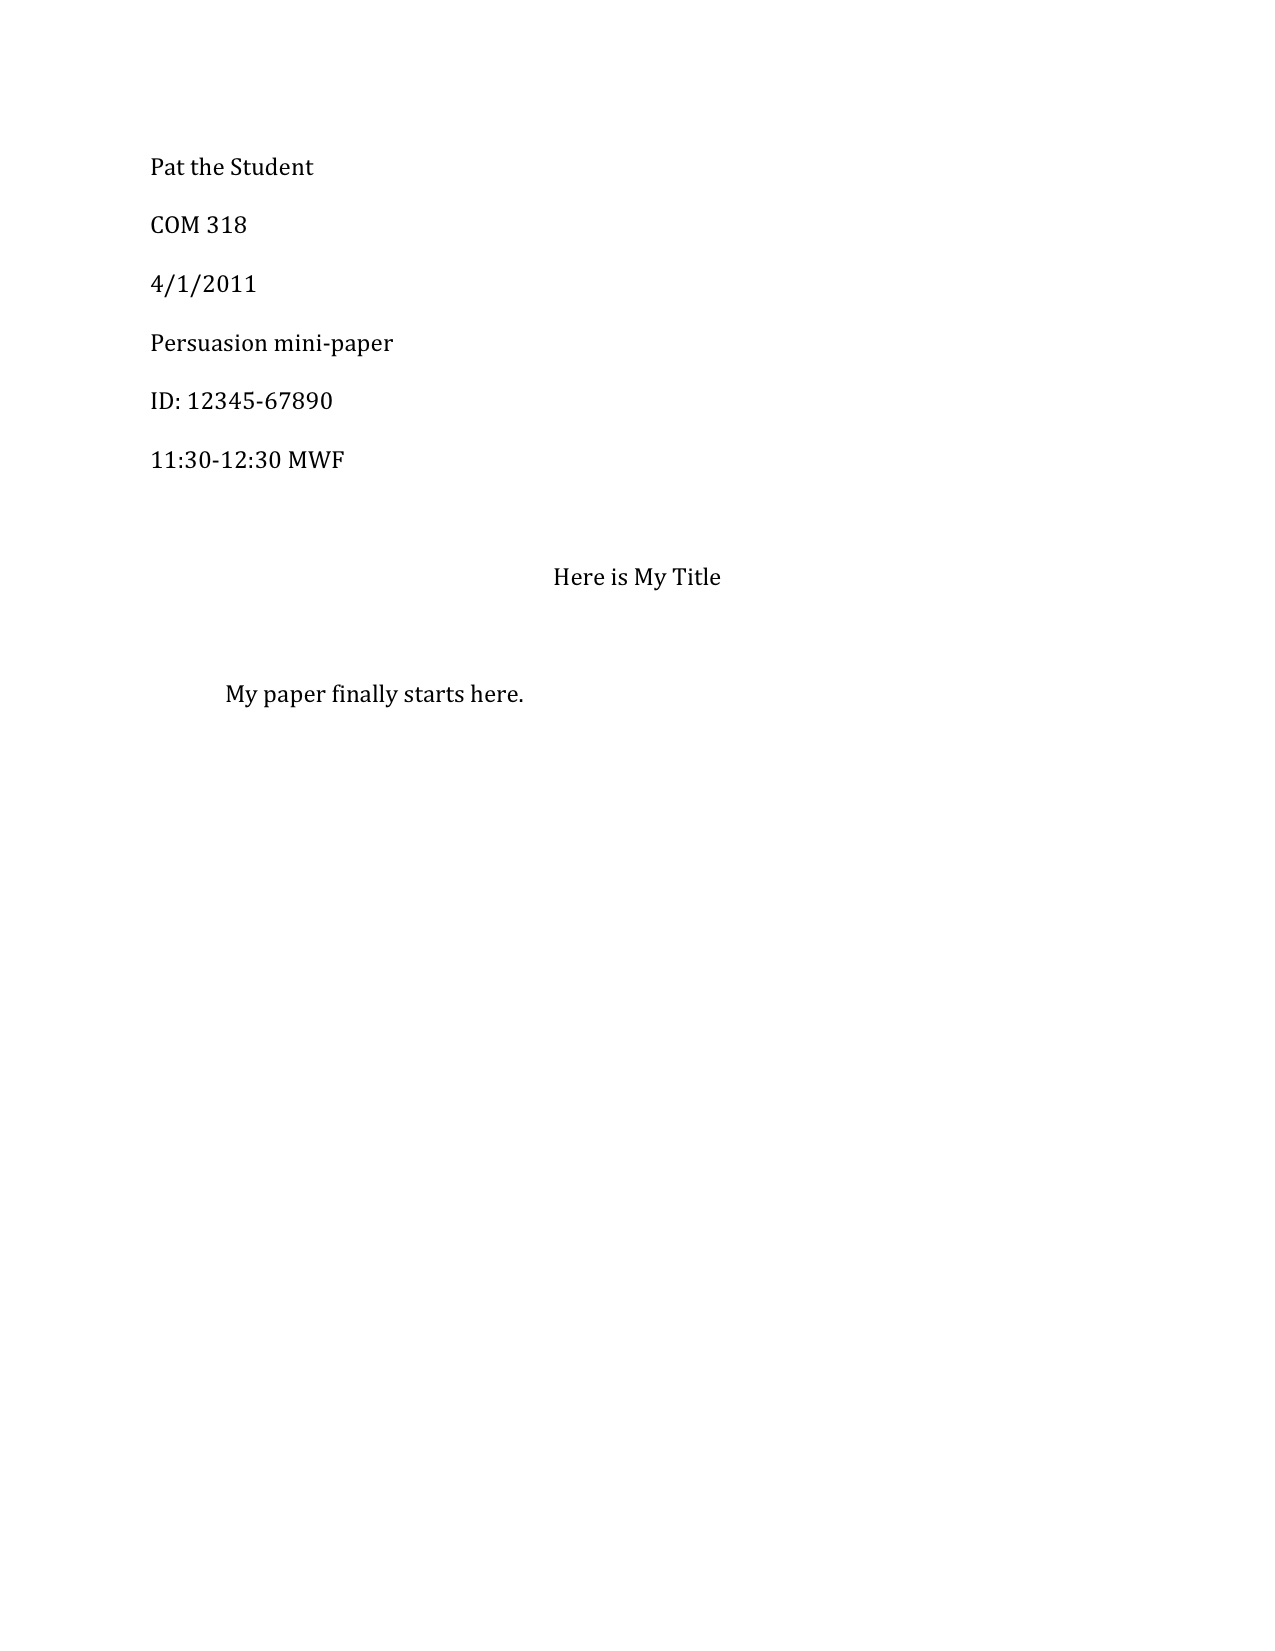 Pat the Student
COM 318
4/1/2011
Persuasion mini-paper
ID: 12345-67890
11:30-12:30 MWF
Here is My Title
My paper finally starts here.